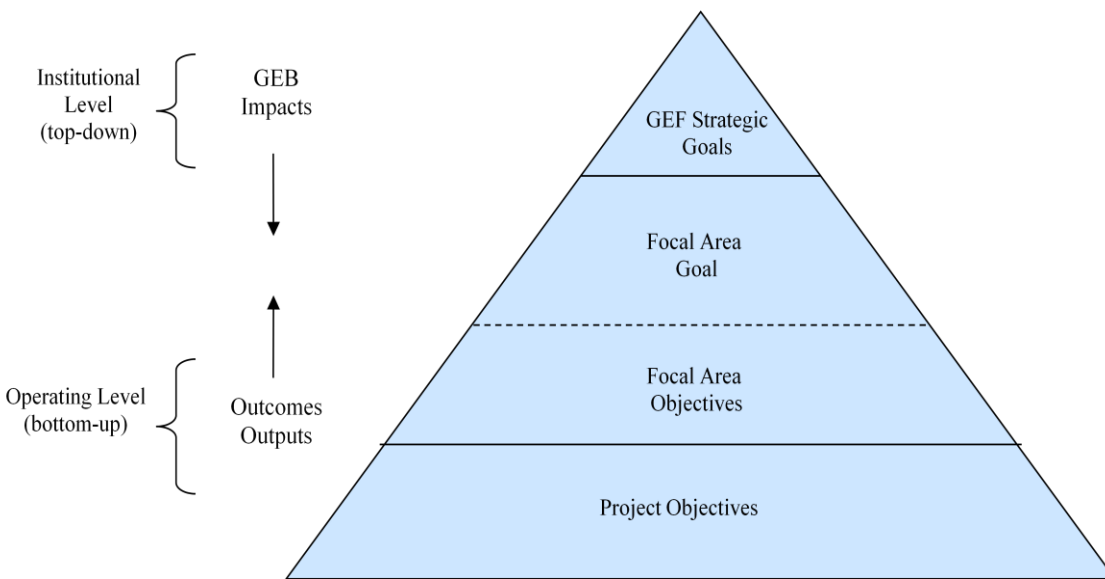 Institutional
Level
(top-down)
GEB
Impacts
GEF Strategic
Goals
Focal Area
Goal
Focal Area
Objectives
Operating Level
(bottom-up)
Outcomes
Outputs
Project Objectives